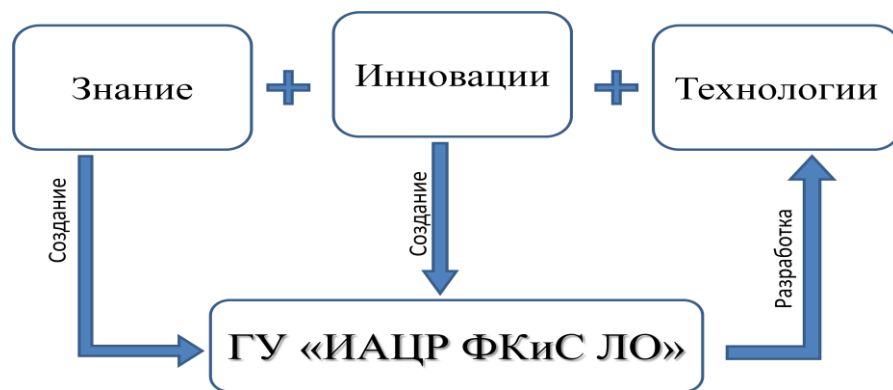 Знание
Инновации
Технологии
Создание
Создание
Разработка
ГУ «ИАЦР ФКиС ЛО»